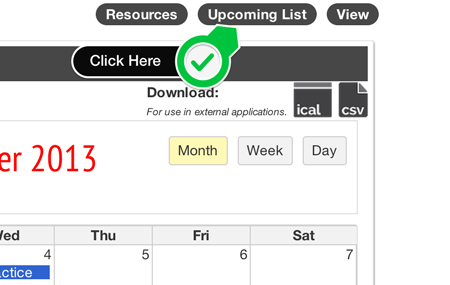 Resources Upcoming List View
Click Here
Download:
For use in external applications. ical csv
er 2013 Month Week Day
Wed Thu Fri Sat
4 5 6 7
actice